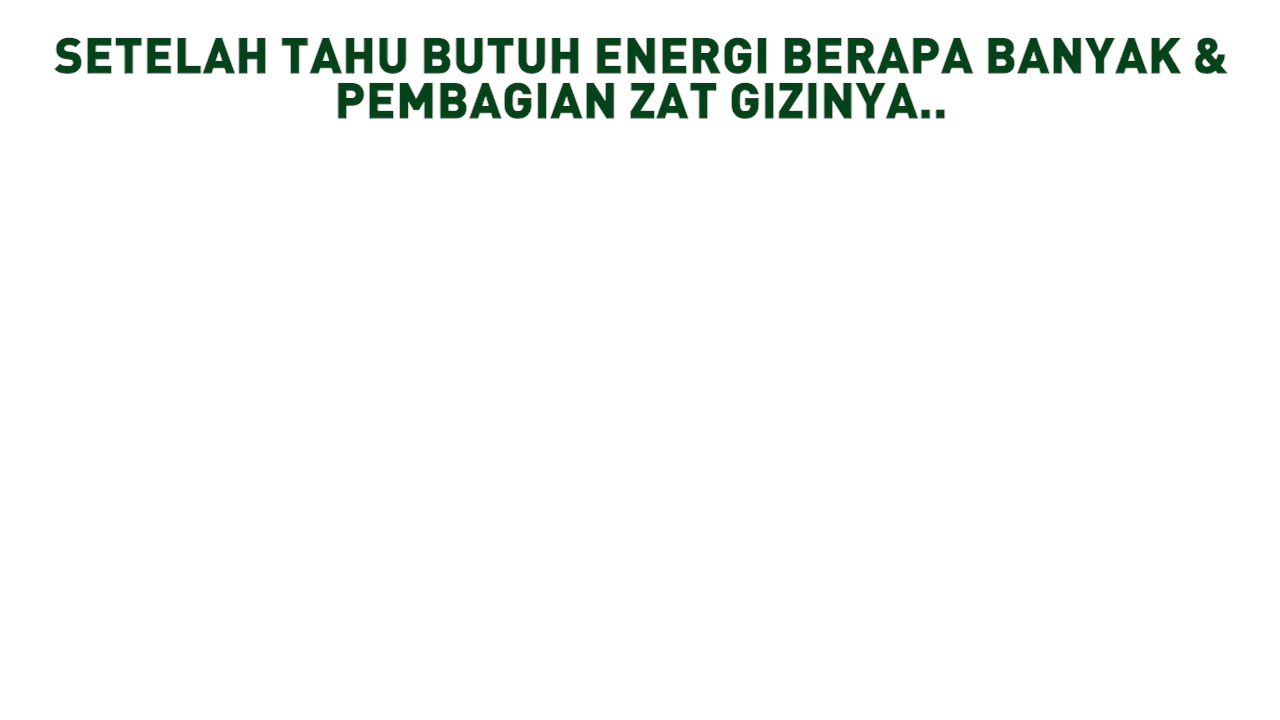 SETELAH TAHU BUTUH ENERGI BERAPA BANYAK &
PEMBAGIAN ZAT GIZINYA..